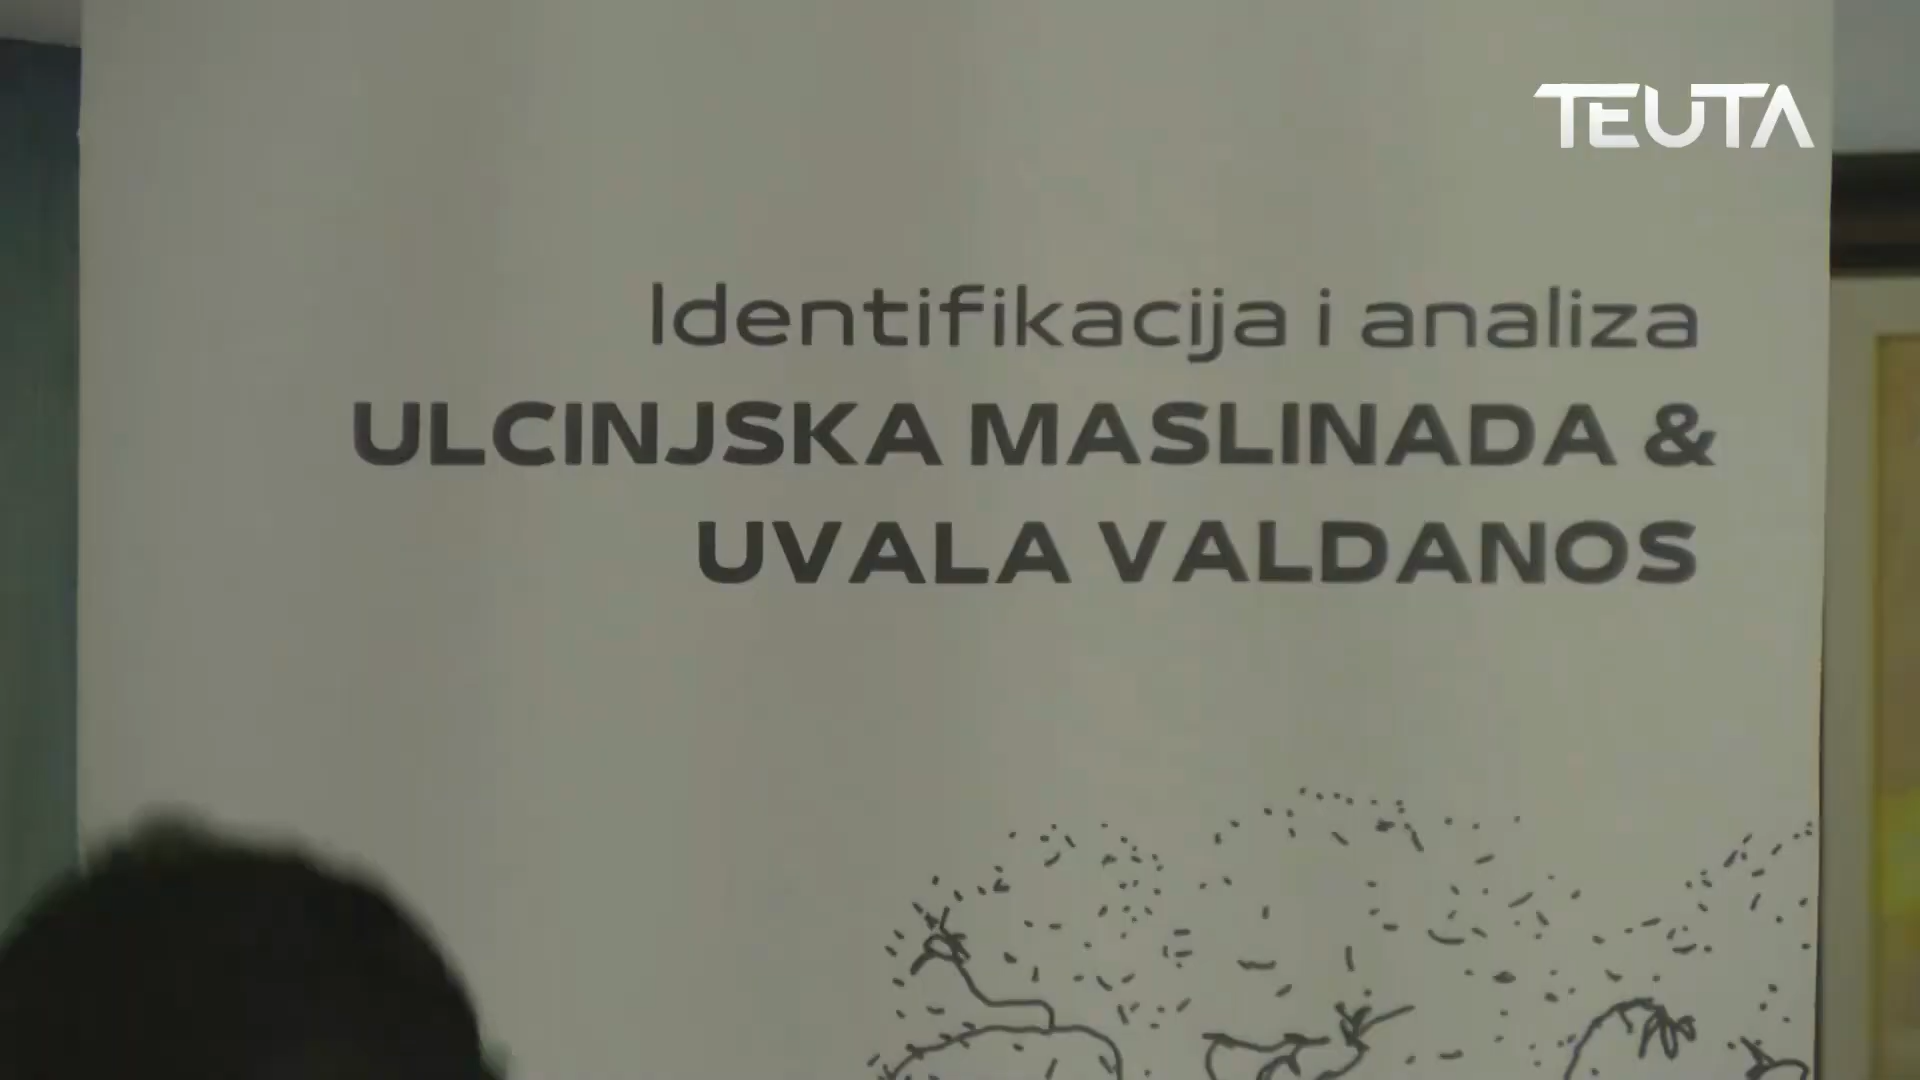 TEUTA
Identifikacija i analiza
ULCINJSKA MASLINADA &
UVALA VALDANOS